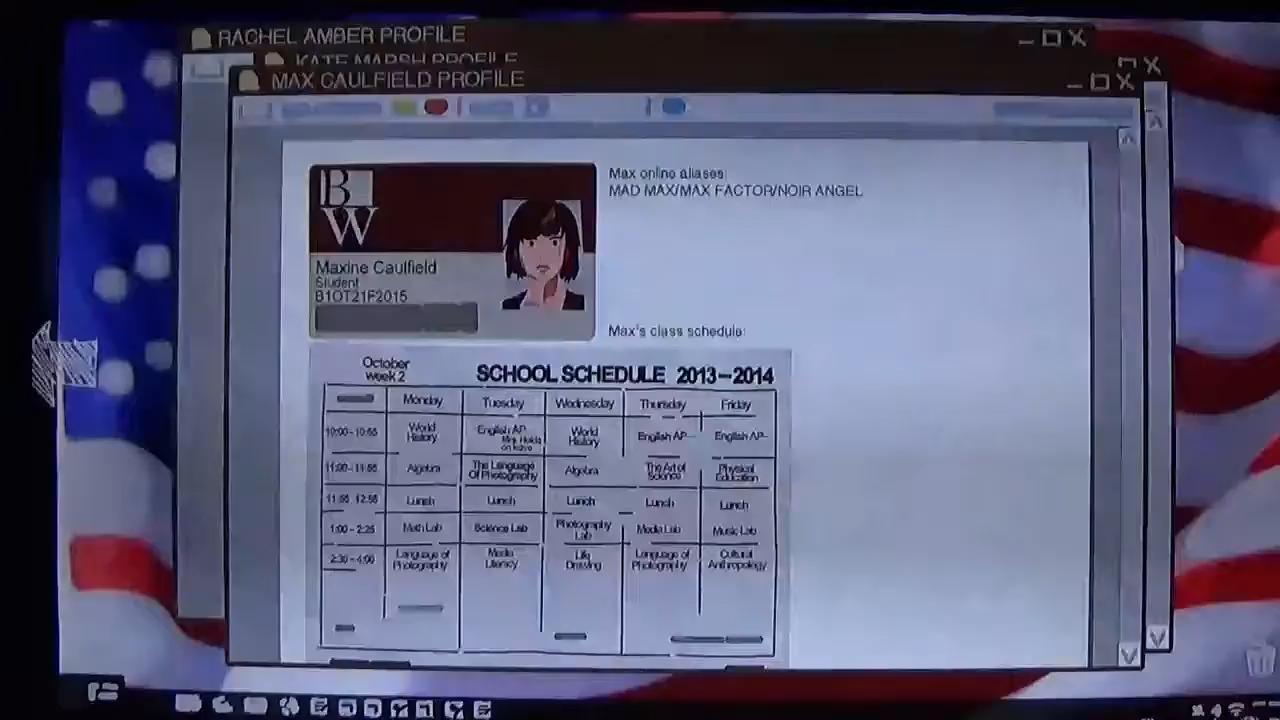 RACHEL AMBER PROFILE
KATE MARSH PROFILE
MAX CAULFIELD PROFILE
B
W
Maxine Caulfield
Student
B1OT21F2015
Max online aliases:
MAD MAX/MAX FACTOR/NOIR ANGEL
Max's class schedule:
October
week 2
SCHOOL SCHEDULE 2013-2014
Monday Tuesday Wednesday Thursday Friday
10:00-10:55 World History English AP World History English AP English AP
11:00-11:55 Algebra The Language Of Photography Algebra The Art of Science Physical Education
11:55 12:55 Lunch Lunch Lunch Lunch Lunch
1:00-2:25 Math Lab Science Lab Photography Lab Media Lab Music Lab
2:30-4:00 Language of Photography Media Literacy Life Drawing Language of Photography Cultural Anthropology